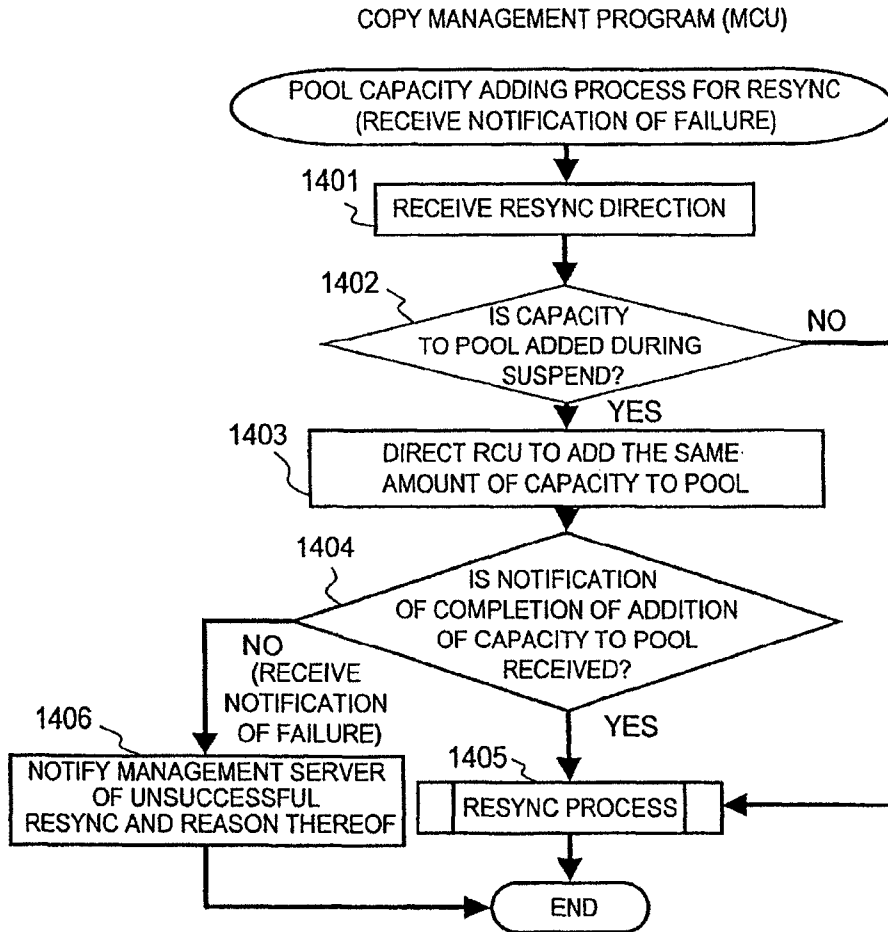 COPY MANAGEMENT PROGRAM (MCU)
POOL CAPACITY ADDING PROCESS FOR RESYNC
(RECEIVE NOTIFICATION OF FAILURE)
1401
RECEIVE RESYNC DIRECTION
1402
IS CAPACITY
TO POOL ADDED DURING
SUSPEND?
NO
YES
1403
DIRECT RCU TO ADD THE SAME
AMOUNT OF CAPACITY TO POOL
1404
IS NOTIFICATION
OF COMPLETION OF ADDITION
OF CAPACITY TO POOL
RECEIVED?
NO
(RECEIVE
NOTIFICATION
OF FAILURE)
YES
1406
NOTIFY MANAGEMENT SERVER
OF UNSUCCESSFUL
RESYNC AND REASON THEREOF
1405
RESYNC PROCESS
END